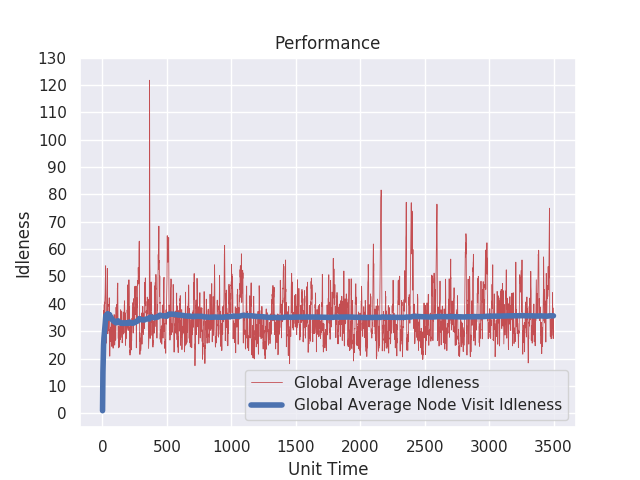 Performance
130
120
110
100
90
80
70
60
50
40
30
20
10
0
Idleness
Global Average Idleness
Global Average Node Visit Idleness
0 500 1000 1500 2000 2500 3000 3500
Unit Time